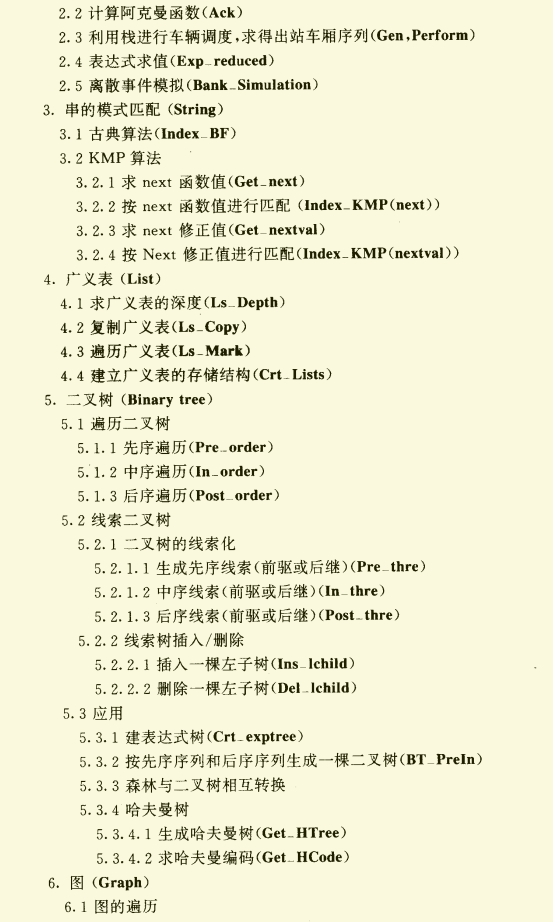 2.2 计算阿克曼函数(Ack)
2.3 利用栈进行车辆调度,求得出站车厢序列(Gen,Perform)
2.4 表达式求值(Exp_reduced)
2.5 离散事件模拟(Bank_Simulation)
3. 串的模式匹配 (String)
3.1 古典算法(Index_BF)
3.2 KMP 算法
3.2.1 求 next 函数值(Get_next)
3.2.2 按 next 函数值进行匹配 (Index_KMP(next))
3.2.3 求 next 修正值(Get_nextval)
3.2.4 按 Next 修正值进行匹配(Index_KMP(nextval))
4. 广义表 (List)
4.1 求广义表的深度(Ls_Depth)
4.2 复制广义表(Ls_Copy)
4.3 遍历广义表(Ls_Mark)
4.4 建立广义表的存储结构(Crt_Lists)
5. 二叉树 (Binary tree)
5.1 遍历二叉树
5.1.1 先序遍历(Pre_order)
5.1.2 中序遍历(In_order)
5.1.3 后序遍历(Post_order)
5.2 线索二叉树
5.2.1 二叉树的线索化
5.2.1.1 生成先序线索(前驱或后继)(Pre_thre)
5.2.1.2 中序线索(前驱或后继)(In_thre)
5.2.1.3 后序线索(前驱或后继)(Post_thre)
5.2.2 线索树插入/删除
5.2.2.1 插入一棵左子树(Ins_lchild)
5.2.2.2 删除一棵左子树(Del_lchild)
5.3 应用
5.3.1 建表达式树(Crt_exptree)
5.3.2 按先序序列和后序序列生成一棵二叉树(BT_PreIn)
5.3.3 森林与二叉树相互转换
5.3.4 哈夫曼树
5.3.4.1 生成哈夫曼树(Get_HTree)
5.3.4.2 求哈夫曼编码(Get_HCode)
6. 图 (Graph)
6.1 图的遍历